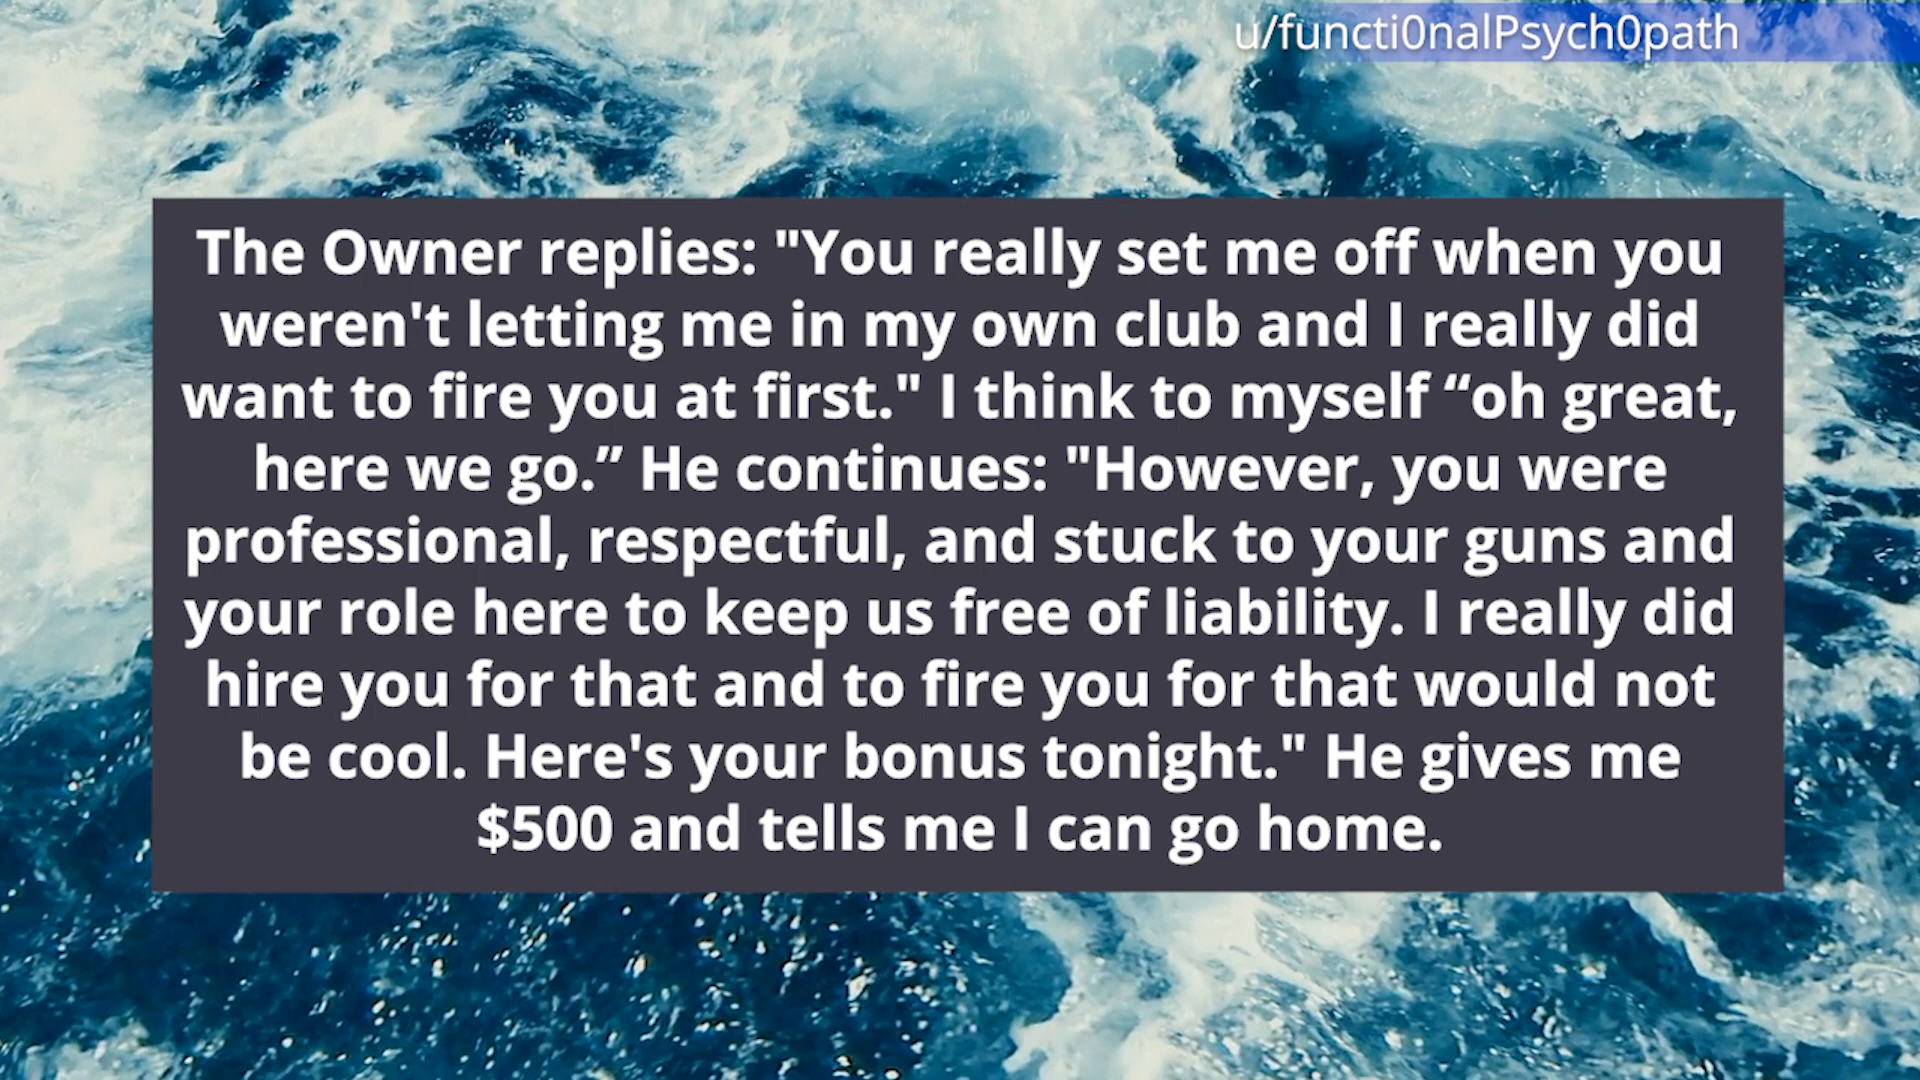 u/functi0nalPsych0path
The Owner replies: "You really set me off when you
weren't letting me in my own club and I really did
want to fire you at first." I think to myself “oh great,
here we go.” He continues: "However, you were
professional, respectful, and stuck to your guns and
your role here to keep us free of liability. I really did
hire you for that and to fire you for that would not
be cool. Here's your bonus tonight." He gives me
$500 and tells me I can go home.